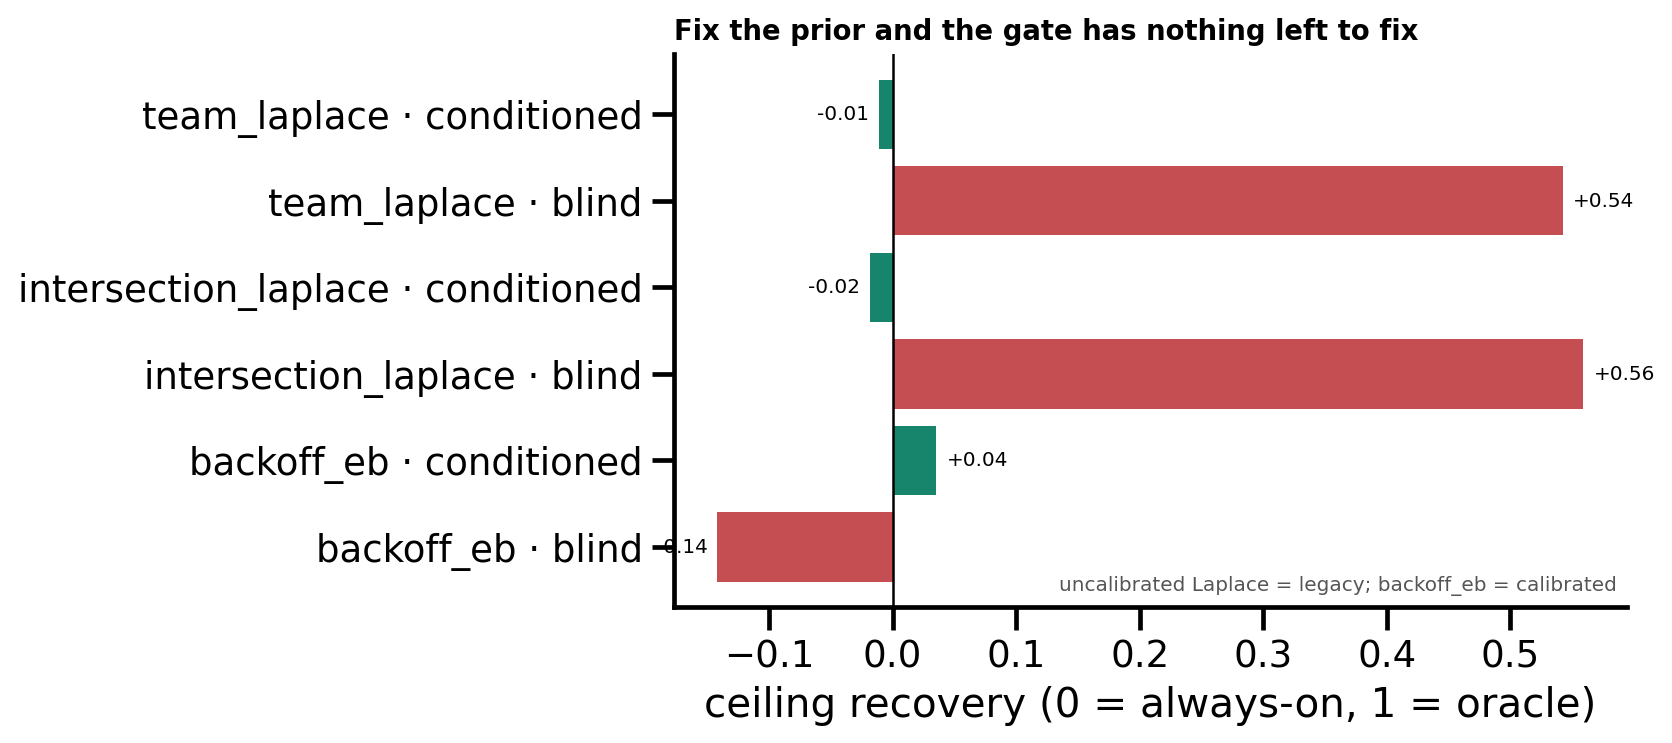 Fix the prior and the gate has nothing left to fix
team_laplace · conditioned
-0.01
team_laplace · blind
+0.54
intersection_laplace · conditioned
-0.02
intersection_laplace · blind
+0.56
backoff_eb · conditioned
+0.04
backoff_eb · blind
-0.14
uncalibrated Laplace = legacy; backoff_eb = calibrated
−0.1 0.0 0.1 0.2 0.3 0.4 0.5
ceiling recovery (0 = always-on, 1 = oracle)